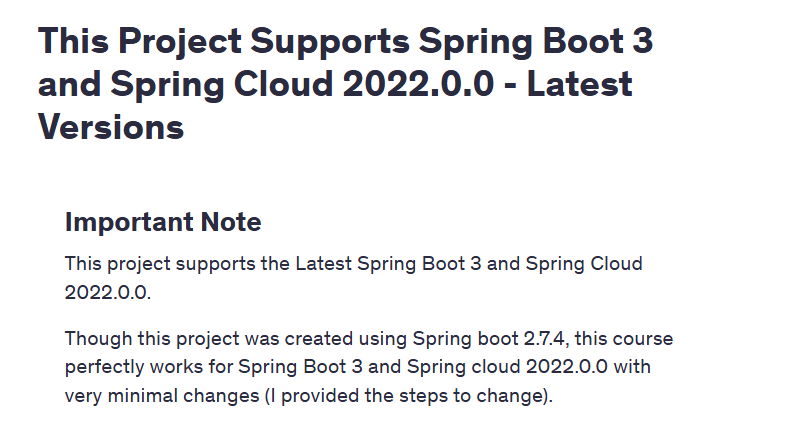 This Project Supports Spring Boot 3
and Spring Cloud 2022.0.0 - Latest
Versions
Important Note
This project supports the Latest Spring Boot 3 and Spring Cloud
2022.0.0.
Though this project was created using Spring boot 2.7.4, this course
perfectly works for Spring Boot 3 and Spring cloud 2022.0.0 with
very minimal changes (I provided the steps to change).